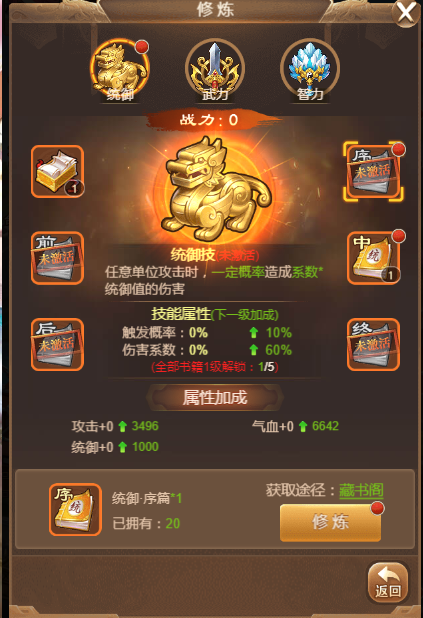 修炼
统御
武力
智力
战力：0
1
序
未激活
前
未激活
中
统
1
后
未激活
终
未激活
统御技(未激活)
任意单位攻击时，一定概率造成系数*
统御值的伤害
技能属性(下一级加成)
触发概率：0% 10%
伤害系数：0% 60%
(全部书籍1级解锁：1/5)
属性加成
攻击+0 3496 气血+0 6642
统御+0 1000
序
统
统御·序篇*1
已拥有：20
获取途径：藏书阁
修炼
返回